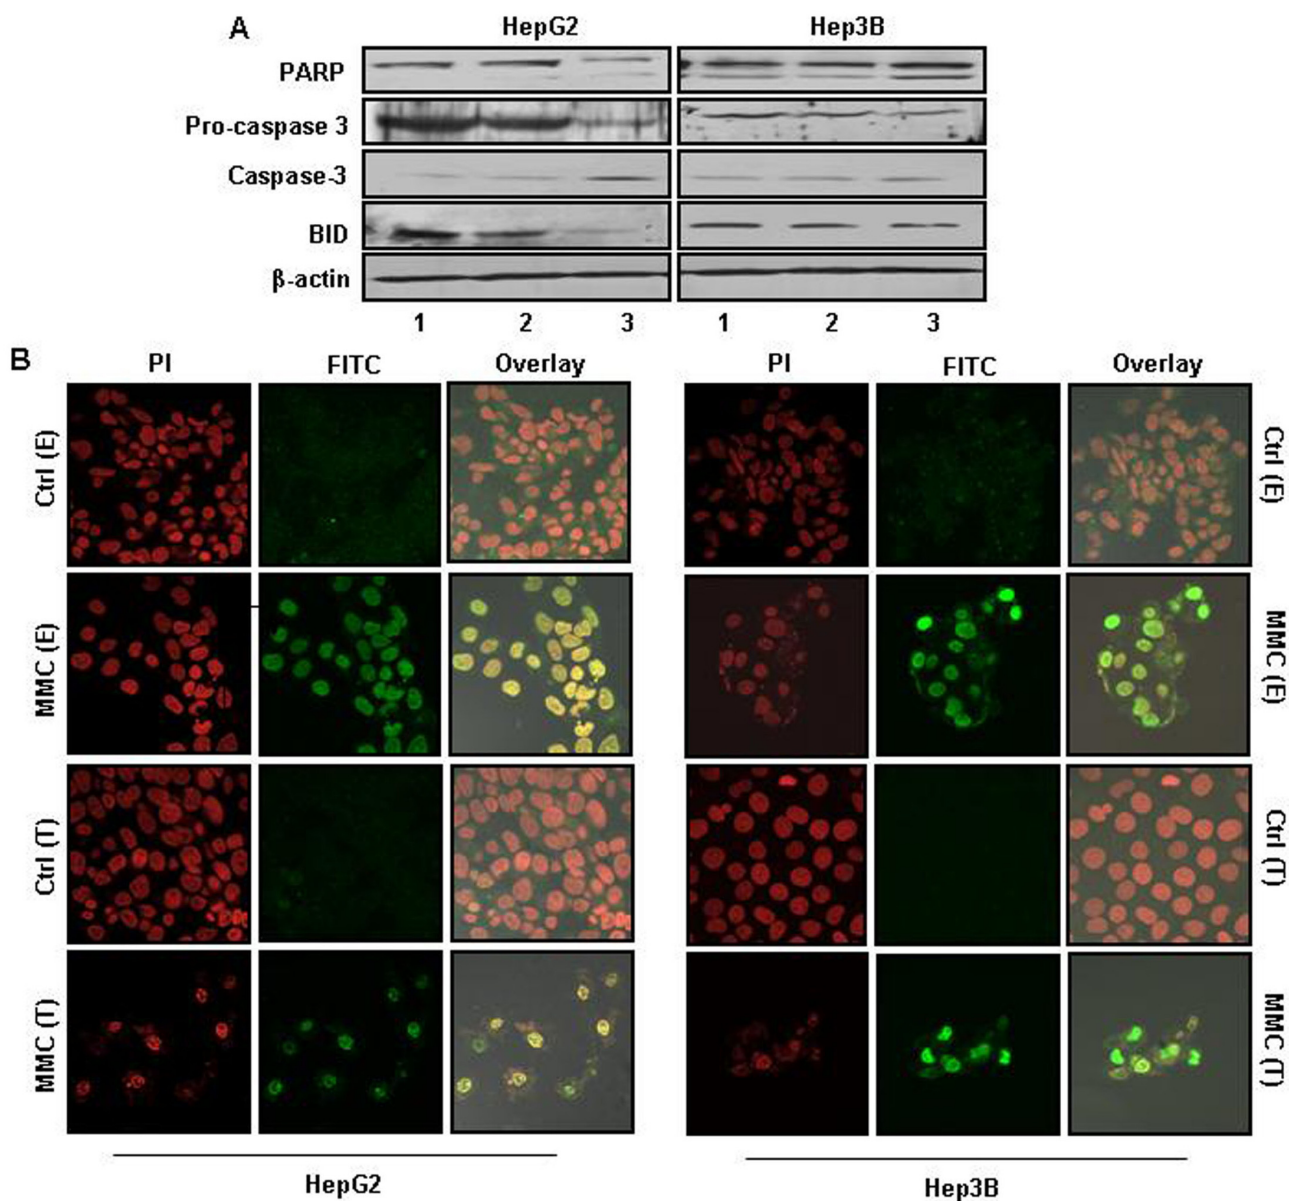 A HepG2 Hep3B
PARP
Pro-caspase 3
Caspase-3
BID
β-actin
1 2 3 1 2 3
B PI FITC Overlay PI FITC Overlay
Ctrl (E) Ctrl (E)
MMC (E) MMC (E)
Ctrl (T) Ctrl (T)
MMC (T) MMC (T)
HepG2 Hep3B